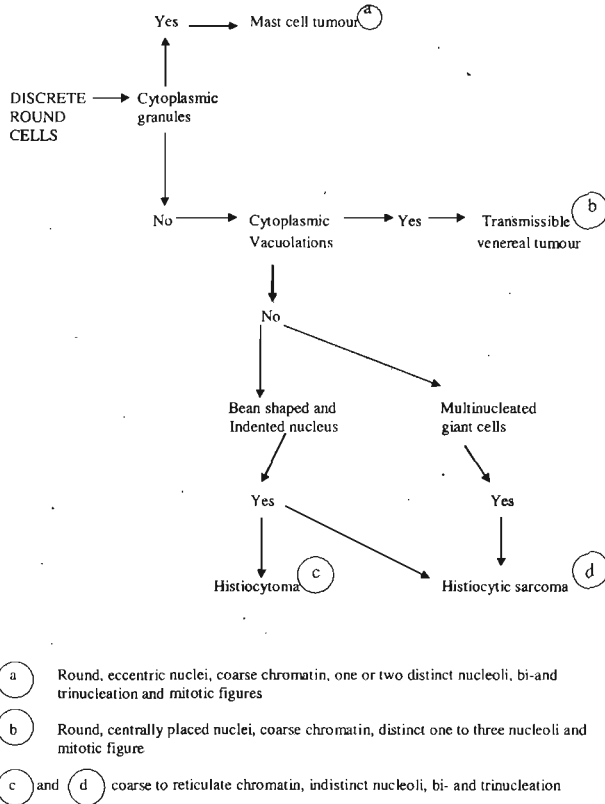 a
Yes
Mast cell tumour
DISCRETE
ROUND
CELLS
Cytoplasmic
granules
No
Cytoplasmic
Vacuolations
Yes
Transmissible
venereal tumour
b
No
Bean shaped and
Indented nucleus
Multinucleated
giant cells
Yes
Yes
Histiocytoma
c
Histiocytic sarcoma
d
a Round, eccentric nuclei, coarse chromatin, one or two distinct nucleoli, bi-and
trinucleation and mitotic figures
b Round, centrally placed nuclei, coarse chromatin, distinct one to three nucleoli and
mitotic figure
c and d coarse to reticulate chromatin, indistinct nucleoli, bi- and trinucleation